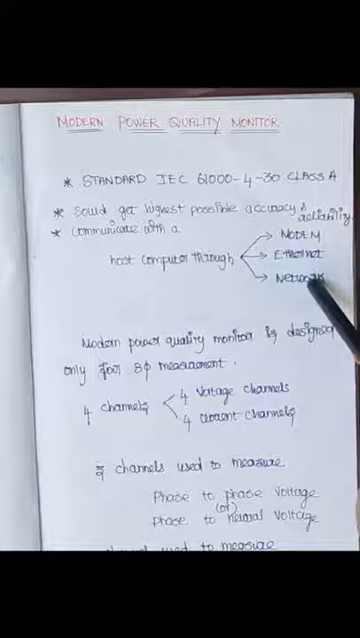 MODERN POWER QUALITY MONITOR
* STANDARD IEC 61000-4-30 CLASS A
* Sould get highest possible accuracy & reliability
* Communicate with a
host computer through → MODEM
→ Ethernet
→ Network
Modern power quality monitor is designed
only for 3ϕ measurement.
4 channels < 4 Voltage channels
4 current channels
channels used to measure
Phase to phase voltage
(or)
Phase to neutral voltage
used to measure